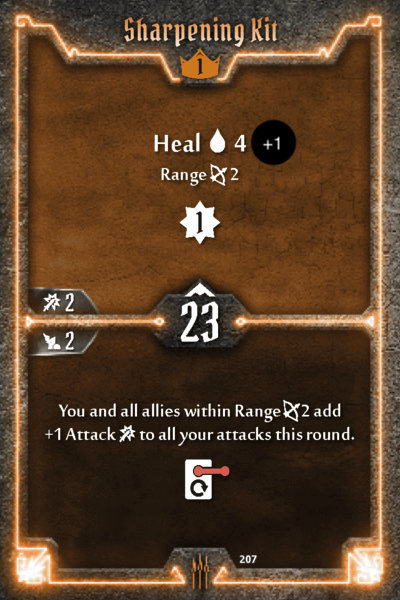 Sharpening Kit
1
Heal 4 +1
Range 2
1
2
23
2
You and all allies within Range 2 add
+1 Attack to all your attacks this round.
207